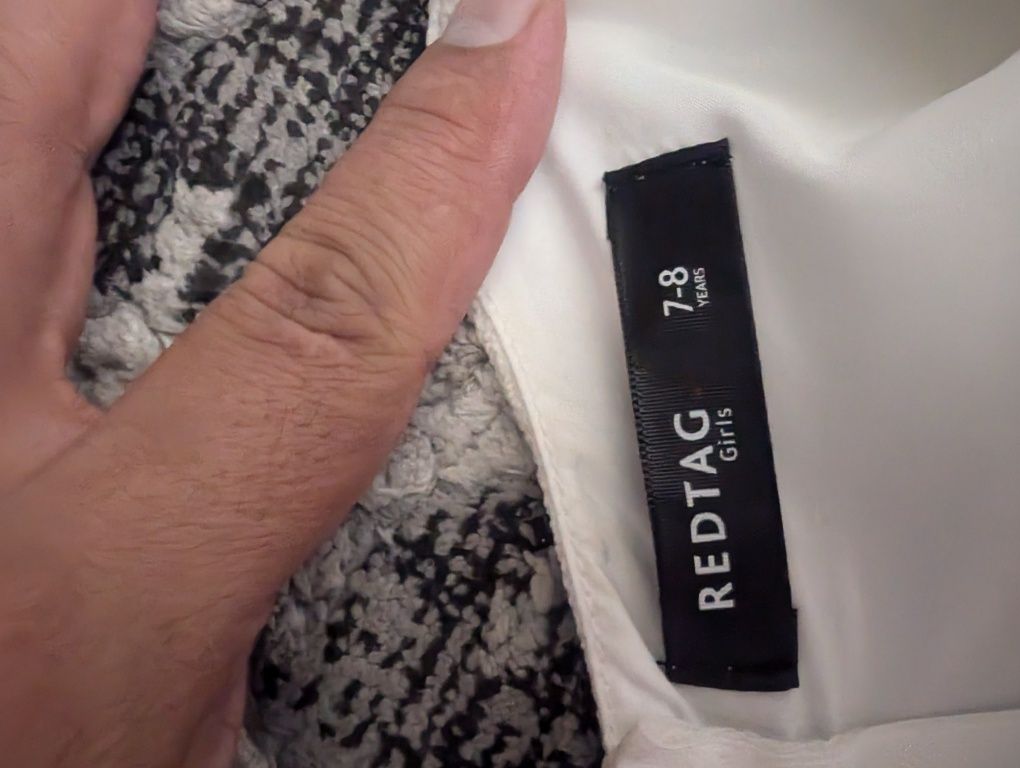 REDTAG
Girls
7-8
YEARS